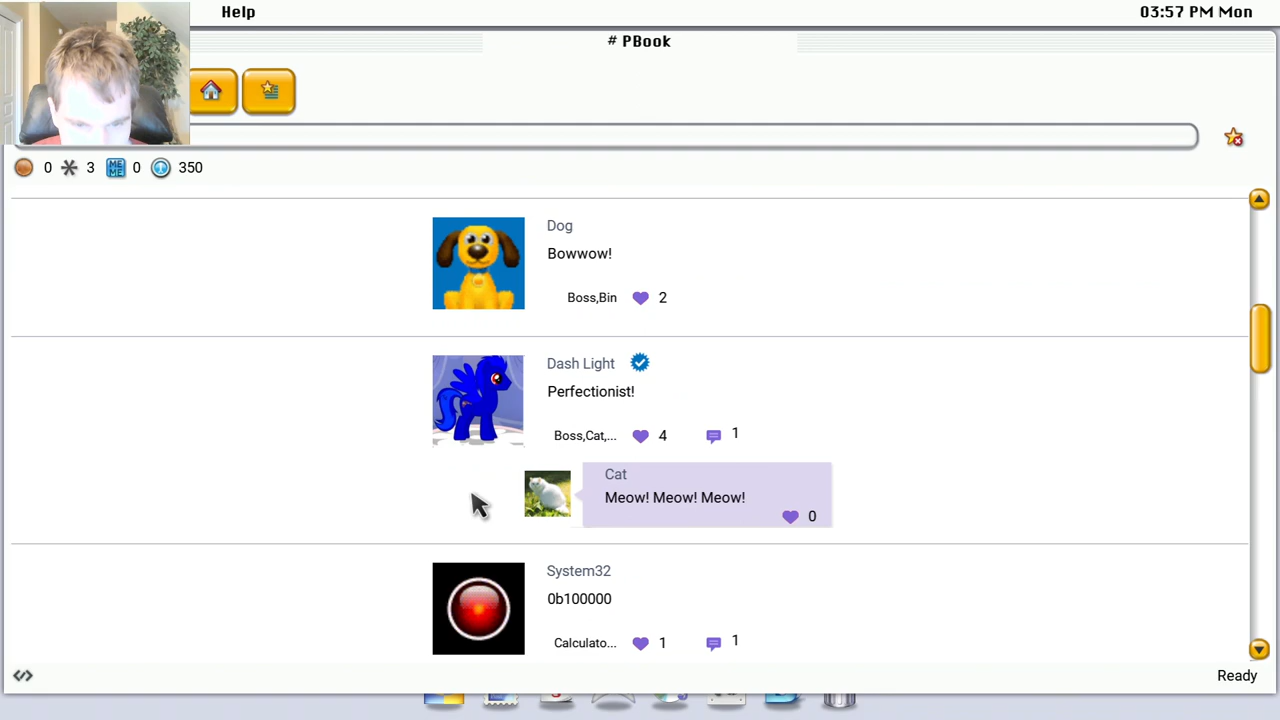 Help
03:57 PM Mon
# PBook
0 3 MEME 0 350
Dog
Bowwow!
Boss,Bin 2
Dash Light
Perfectionist!
Boss,Cat,... 4 1
Cat
Meow! Meow! Meow!
0
System32
0b100000
Calculato... 1 1
Ready